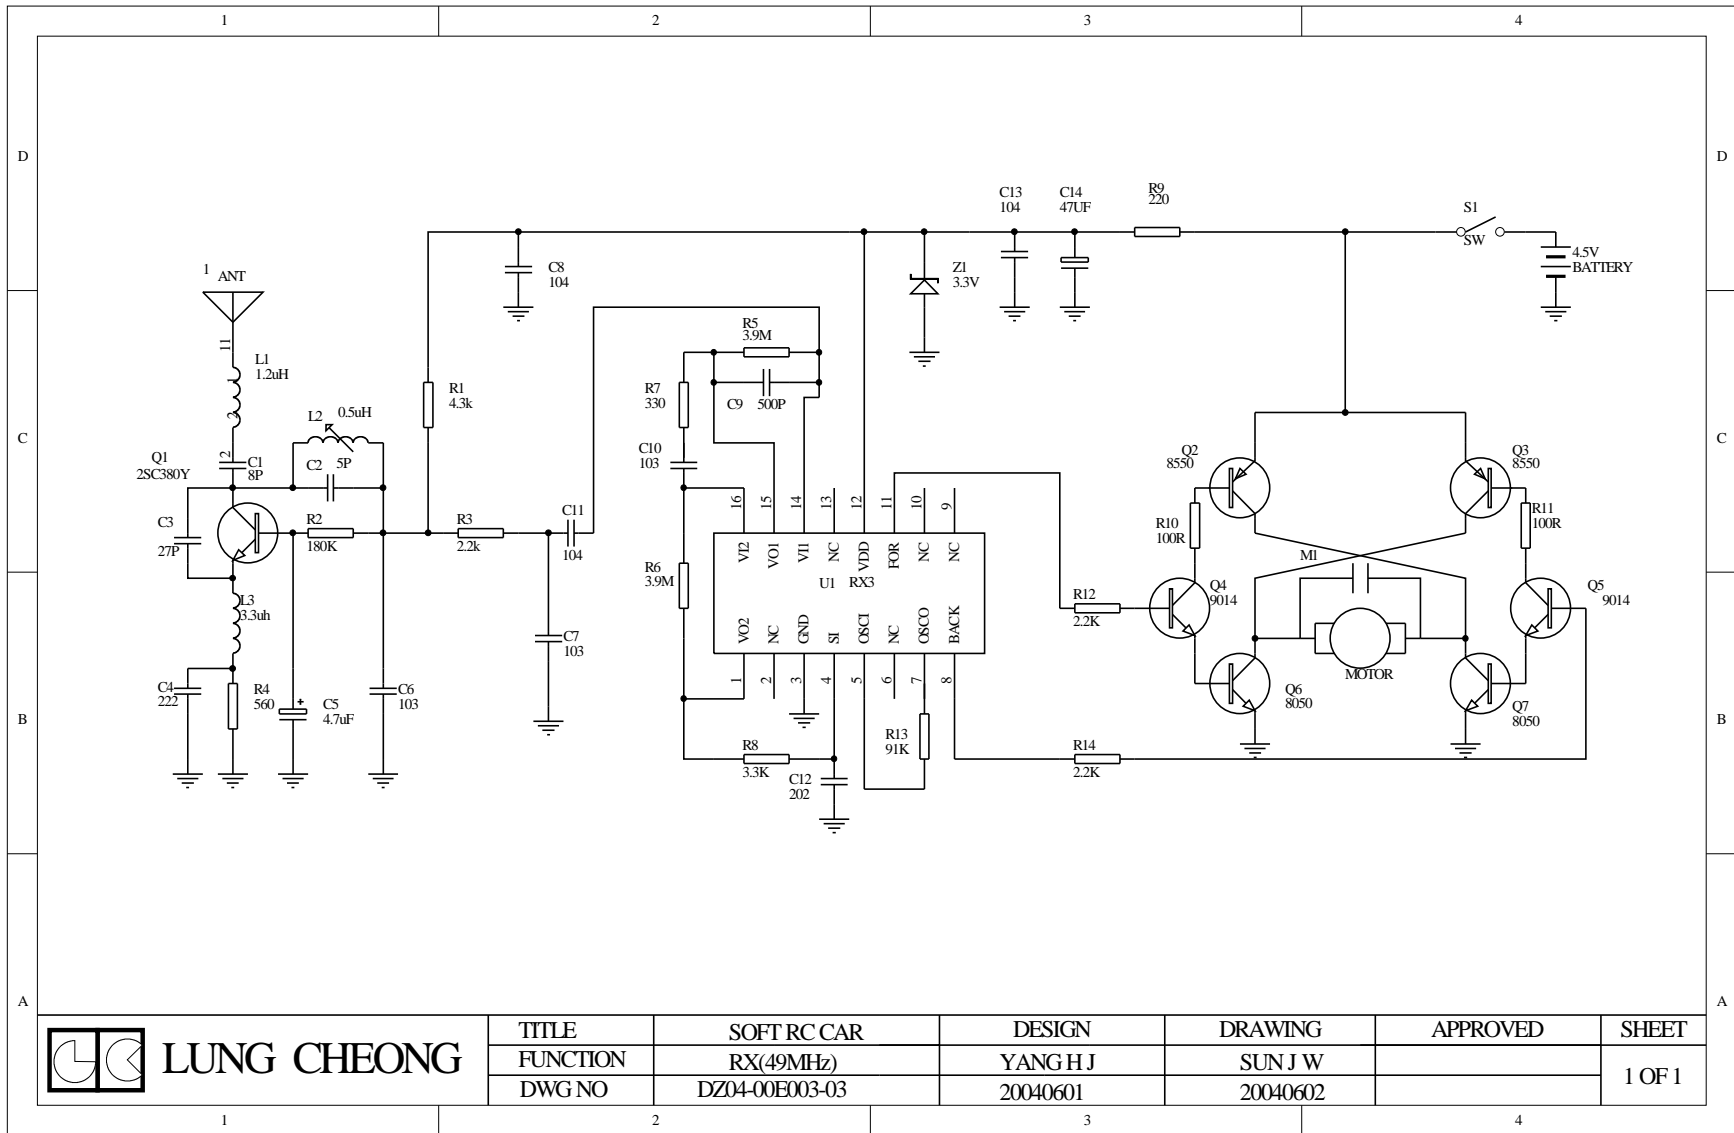 1 2 3 4
D D
C C
B B
A A
1
ANT
11
L1
1.2uH
1
2
2
C1
8P
Q1
2SC380Y
L2
0.5uH
C2
5P
C3
27P
R2
180K
L3
3.3uh
C4
222
R4
560
C5
+
4.7uF
C6
103
R1
4.3k
R3
2.2k
C7
103
C11
104
C8
104
R5
3.9M
C9
500P
R7
330
C10
103
R6
3.9M
16 15 14 13 12 11 10 9
VI2 VO1 VI1 NC VDD FOR NC NC
U1 RX3
VO2 NC GND SI OSCI NC OSCO BACK
1 2 3 4 5 6 7 8
R8
3.3K
C12
202
R13
91K
R12
2.2K
R14
2.2K
Z1
3.3V
C13
104
C14
47UF
R9
220
S1
SW
4.5V
BATTERY
Q2
8550
Q3
8550
R10
100R
R11
100R
M1
Q4
9014
Q5
9014
MOTOR
Q6
8050
Q7
8050
LUNG CHEONG
TITLE SOFT RC CAR DESIGN DRAWING APPROVED SHEET
FUNCTION RX(49MHz) YANG H J SUN J W
1 OF 1
DWG NO DZ04-00E003-03 20040601 20040602
1 2 3 4